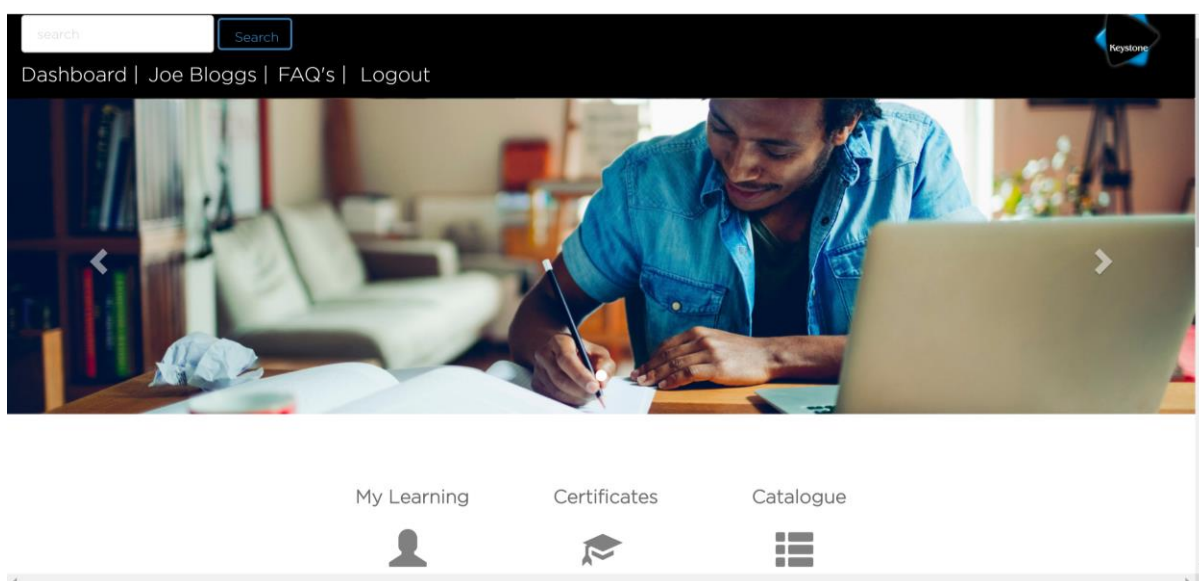 search
Search
Keystone
Dashboard | Joe Bloggs | FAQ's | Logout
My Learning
Certificates
Catalogue